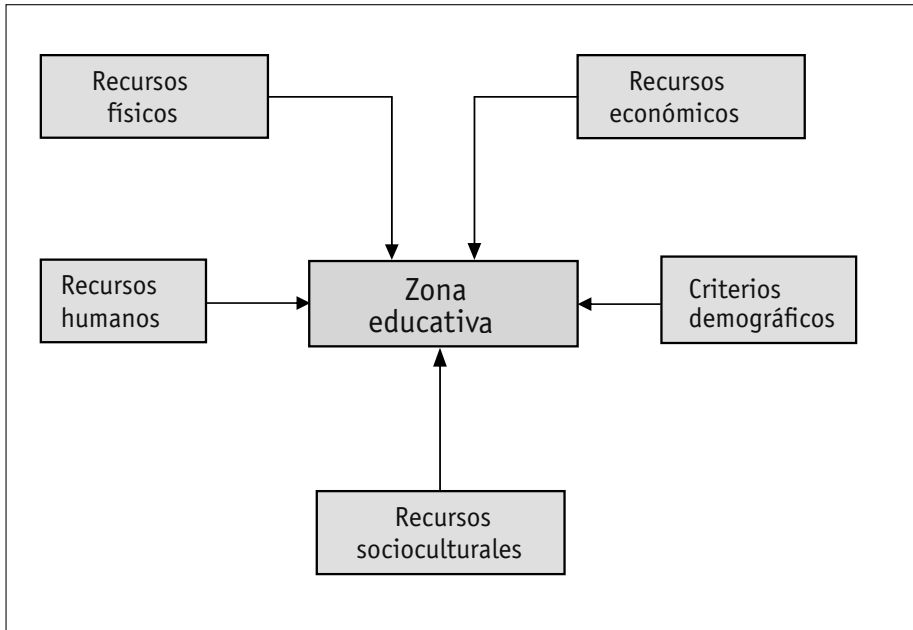 Recursos
físicos
Recursos
económicos
Recursos
humanos
Zona
educativa
Criterios
demográficos
Recursos
socioculturales